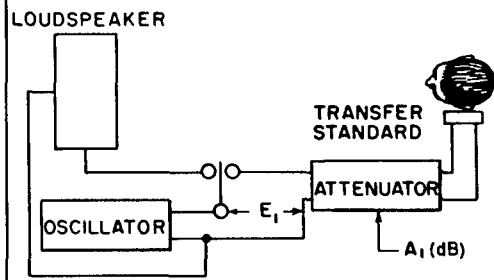 LOUDSPEAKER
TRANSFER
STANDARD
ATTENUATOR
OSCILLATOR
E₁
A₁ (dB)